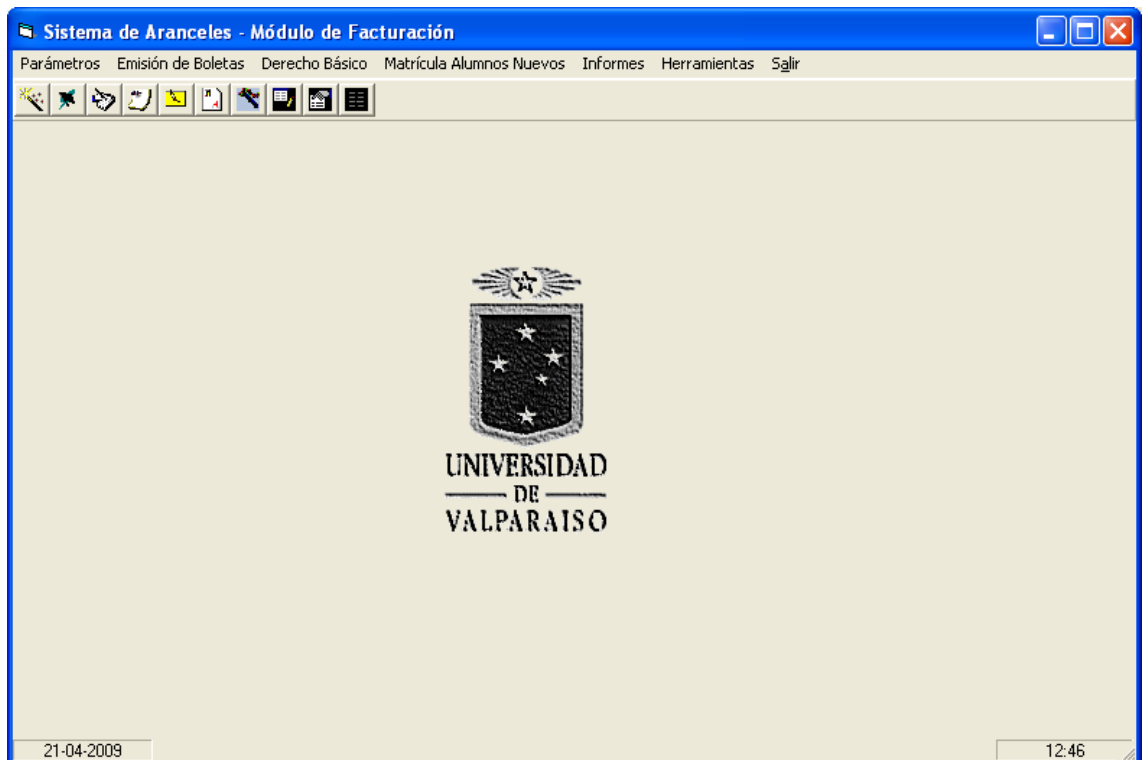 Sistema de Aranceles - Módulo de Facturación
Parámetros Emisión de Boletas Derecho Básico Matrícula Alumnos Nuevos Informes Herramientas Salir
UNIVERSIDAD
DE
VALPARAISO
21-04-2009 12:46